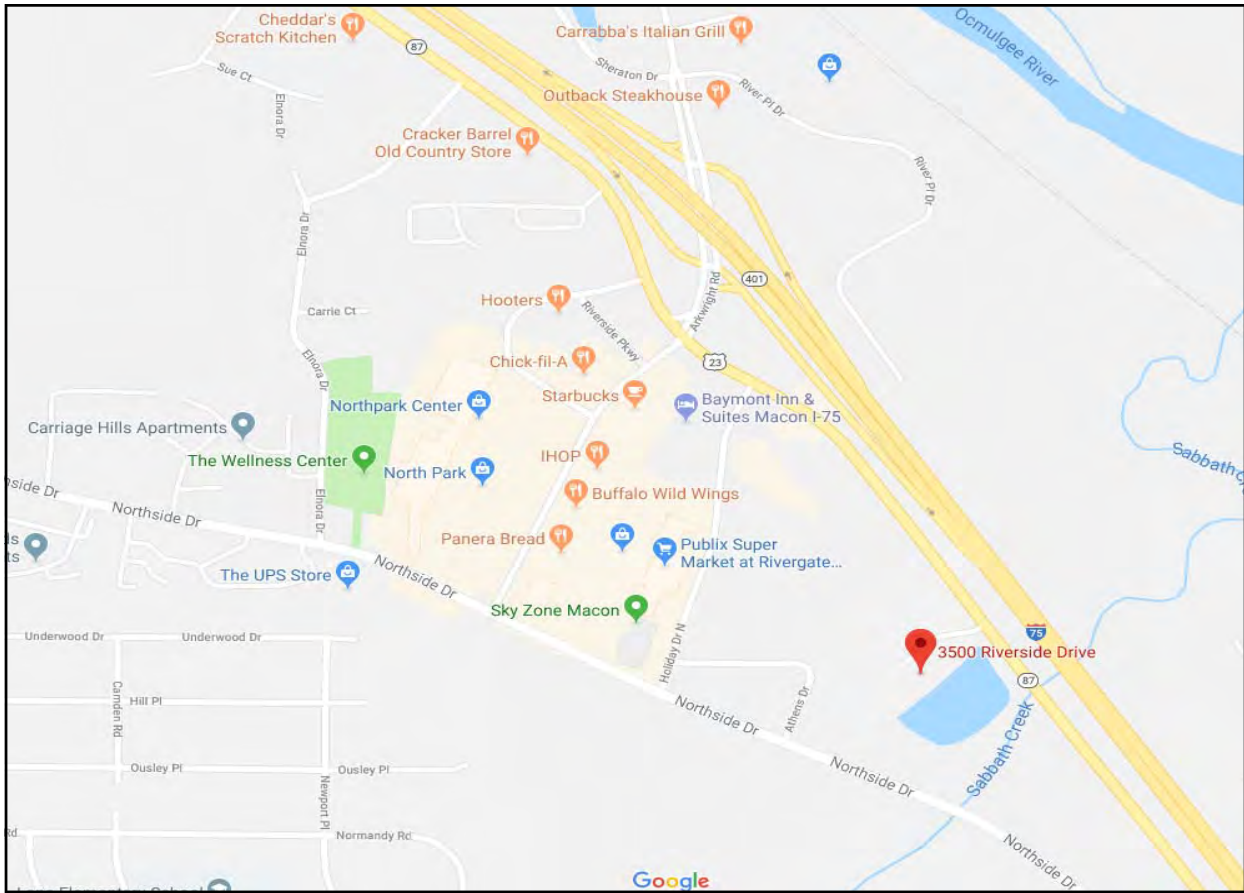 Cheddar's
Scratch Kitchen
87
Carrabba's Italian Grill
Ocmulgee River
Sheraton Dr
Sue Ct
River Pl Dr
Outback Steakhouse
Elnora Dr
Cracker Barrel
Old Country Store
River Pl Dr
Elnora Dr
401
Arkwright Rd
Hooters
Riverside Pkwy
Carrie Ct
23
Elnora Dr
Chick-fil-A
Starbucks
Baymont Inn &
Suites Macon I-75
Northpark Center
Carriage Hills Apartments
The Wellness Center
IHOP
North Park
Sabbath
Buffalo Wild Wings
Northside Dr
Elnora Dr
Panera Bread
Publix Super
Market at Rivergate...
Northside Dr
The UPS Store
Sky Zone Macon
Holiday Dr N
75
Underwood Dr
Underwood Dr
3500 Riverside Drive
87
Camden Rd
Hill Pl
Northside Dr
Athens Dr
Sabbath Creek
Ousley Pl
Ousley Pl
Northside Dr
Newport Pl
Normandy Rd
Rd
Northside Dr
Google